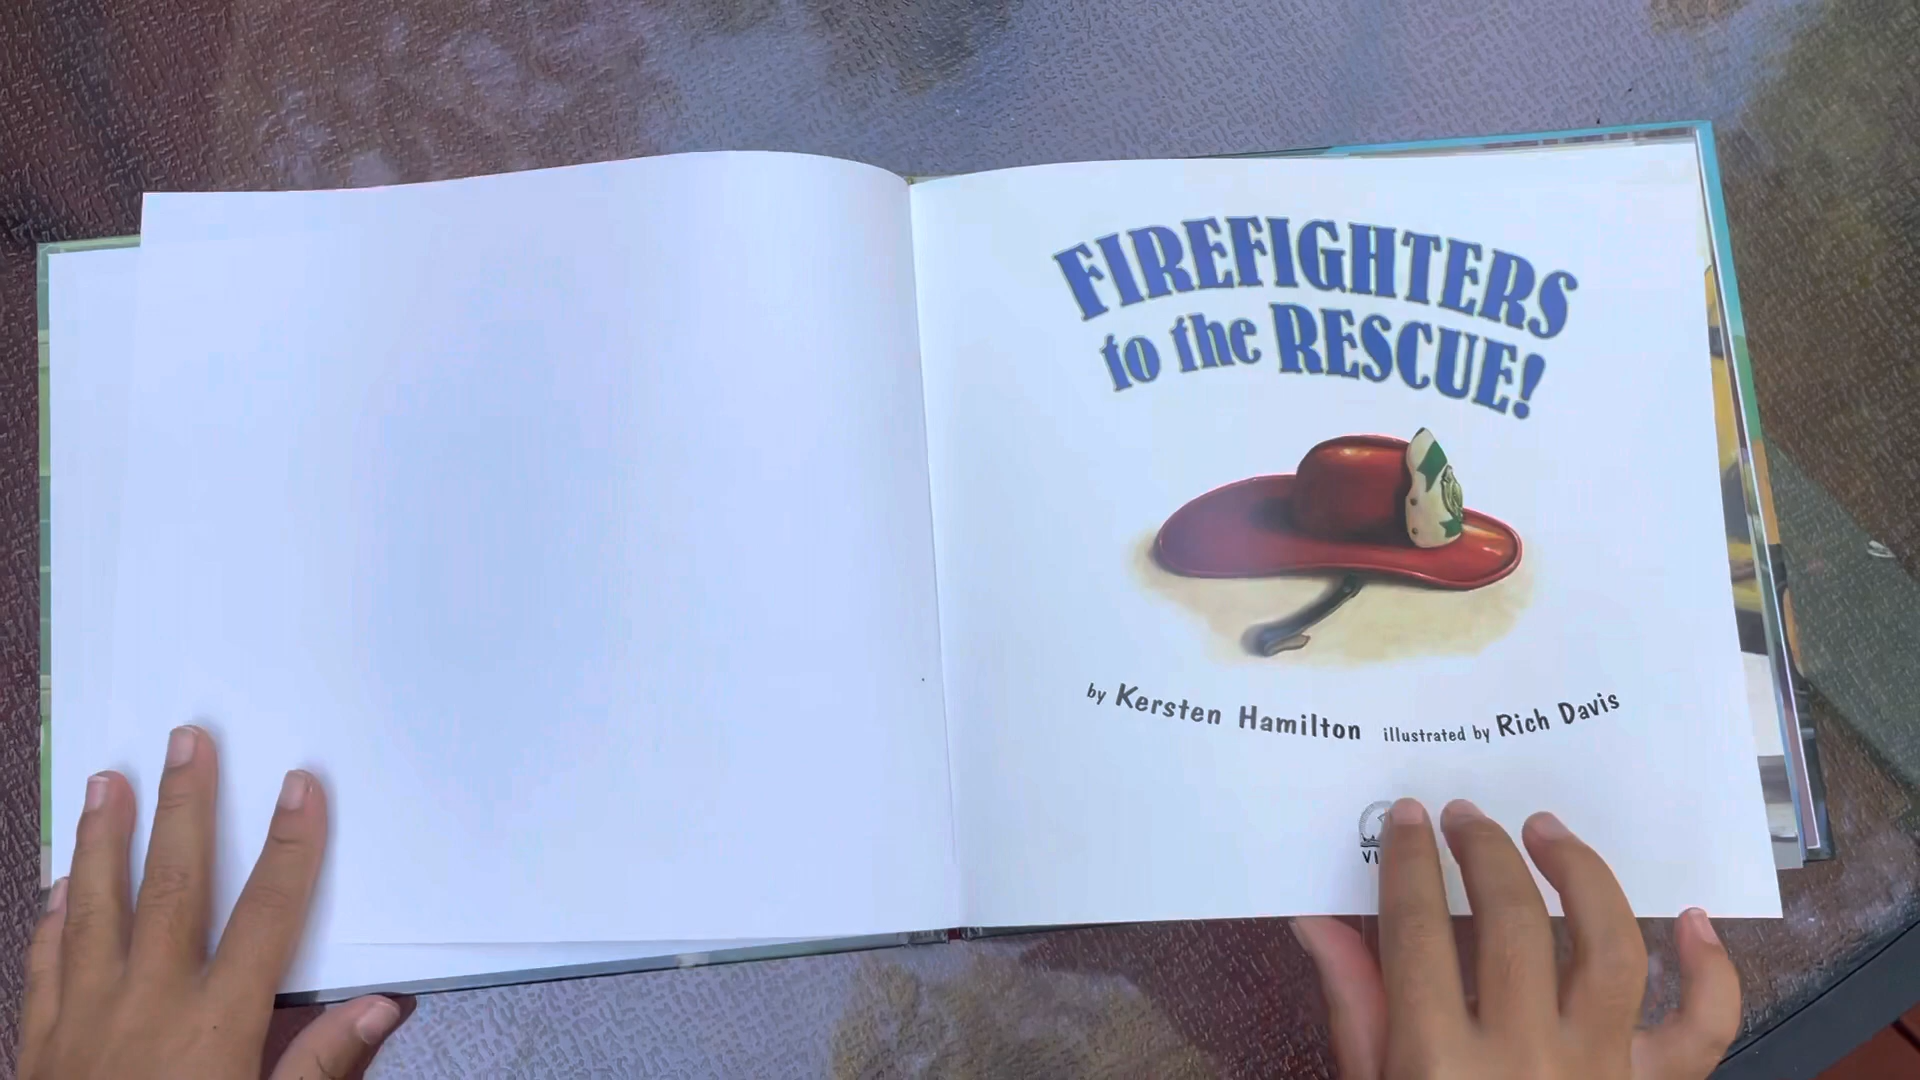 FIREFIGHTERS
to the RESCUE!
by Kersten Hamilton illustrated by Rich Davis